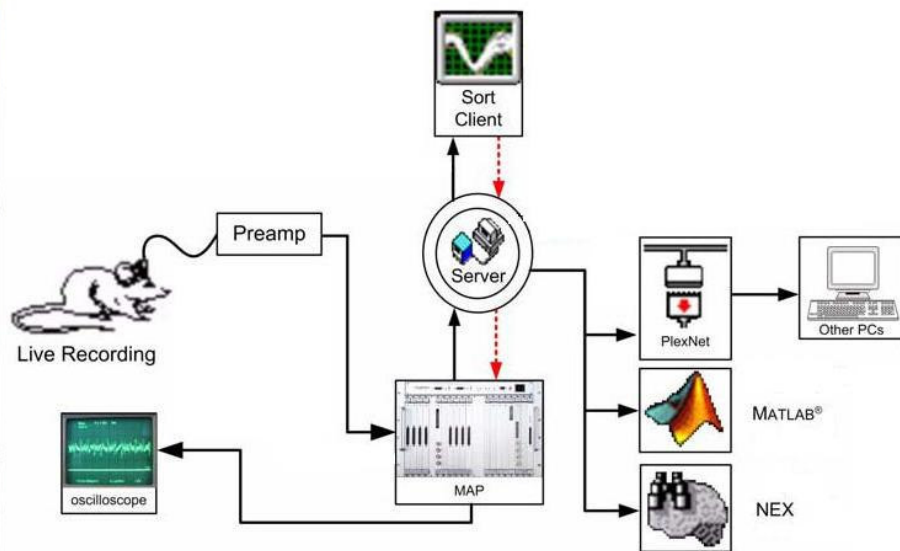 Sort
Client
Preamp
Server
Live Recording
PlexNet
Other PCs
MATLAB®
oscilloscope
MAP
NEX